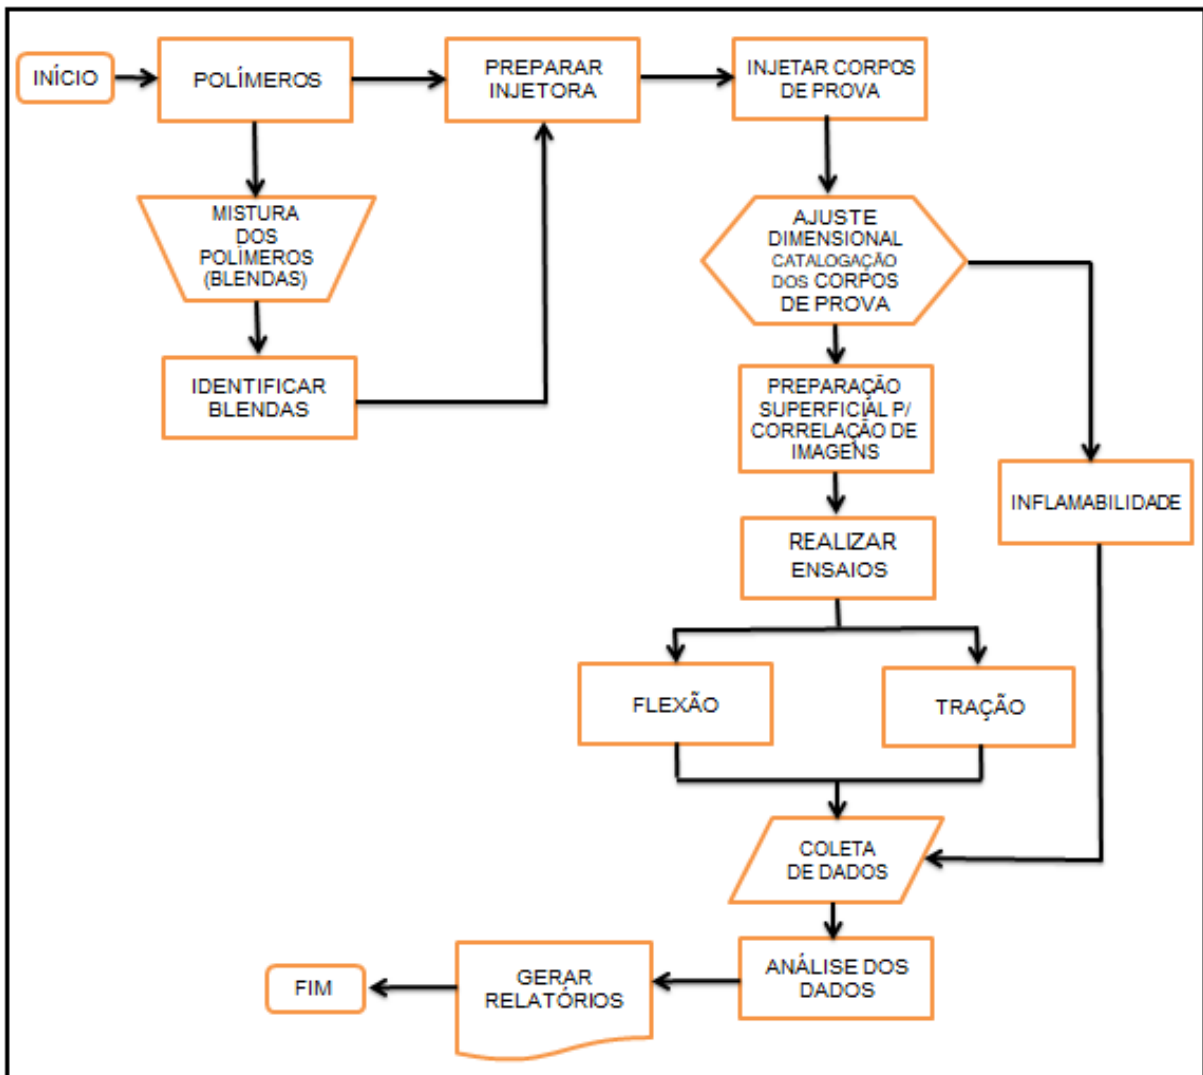 INÍCIO
POLÍMEROS
PREPARAR
INJETORA
INJETAR CORPOS
DE PROVA
MISTURA
DOS
POLÍMEROS
(BLENDAS)
IDENTIFICAR
BLENDAS
AJUSTE
DIMENSIONAL
CATALOGAÇÃO
DOS CORPOS
DE PROVA
PREPARAÇÃO
SUPERFICIAL P/
CORRELAÇÃO DE
IMAGENS
INFLAMABILIDADE
REALIZAR
ENSAIOS
FLEXÃO
TRAÇÃO
COLETA
DE DADOS
ANÁLISE DOS
DADOS
GERAR
RELATÓRIOS
FIM